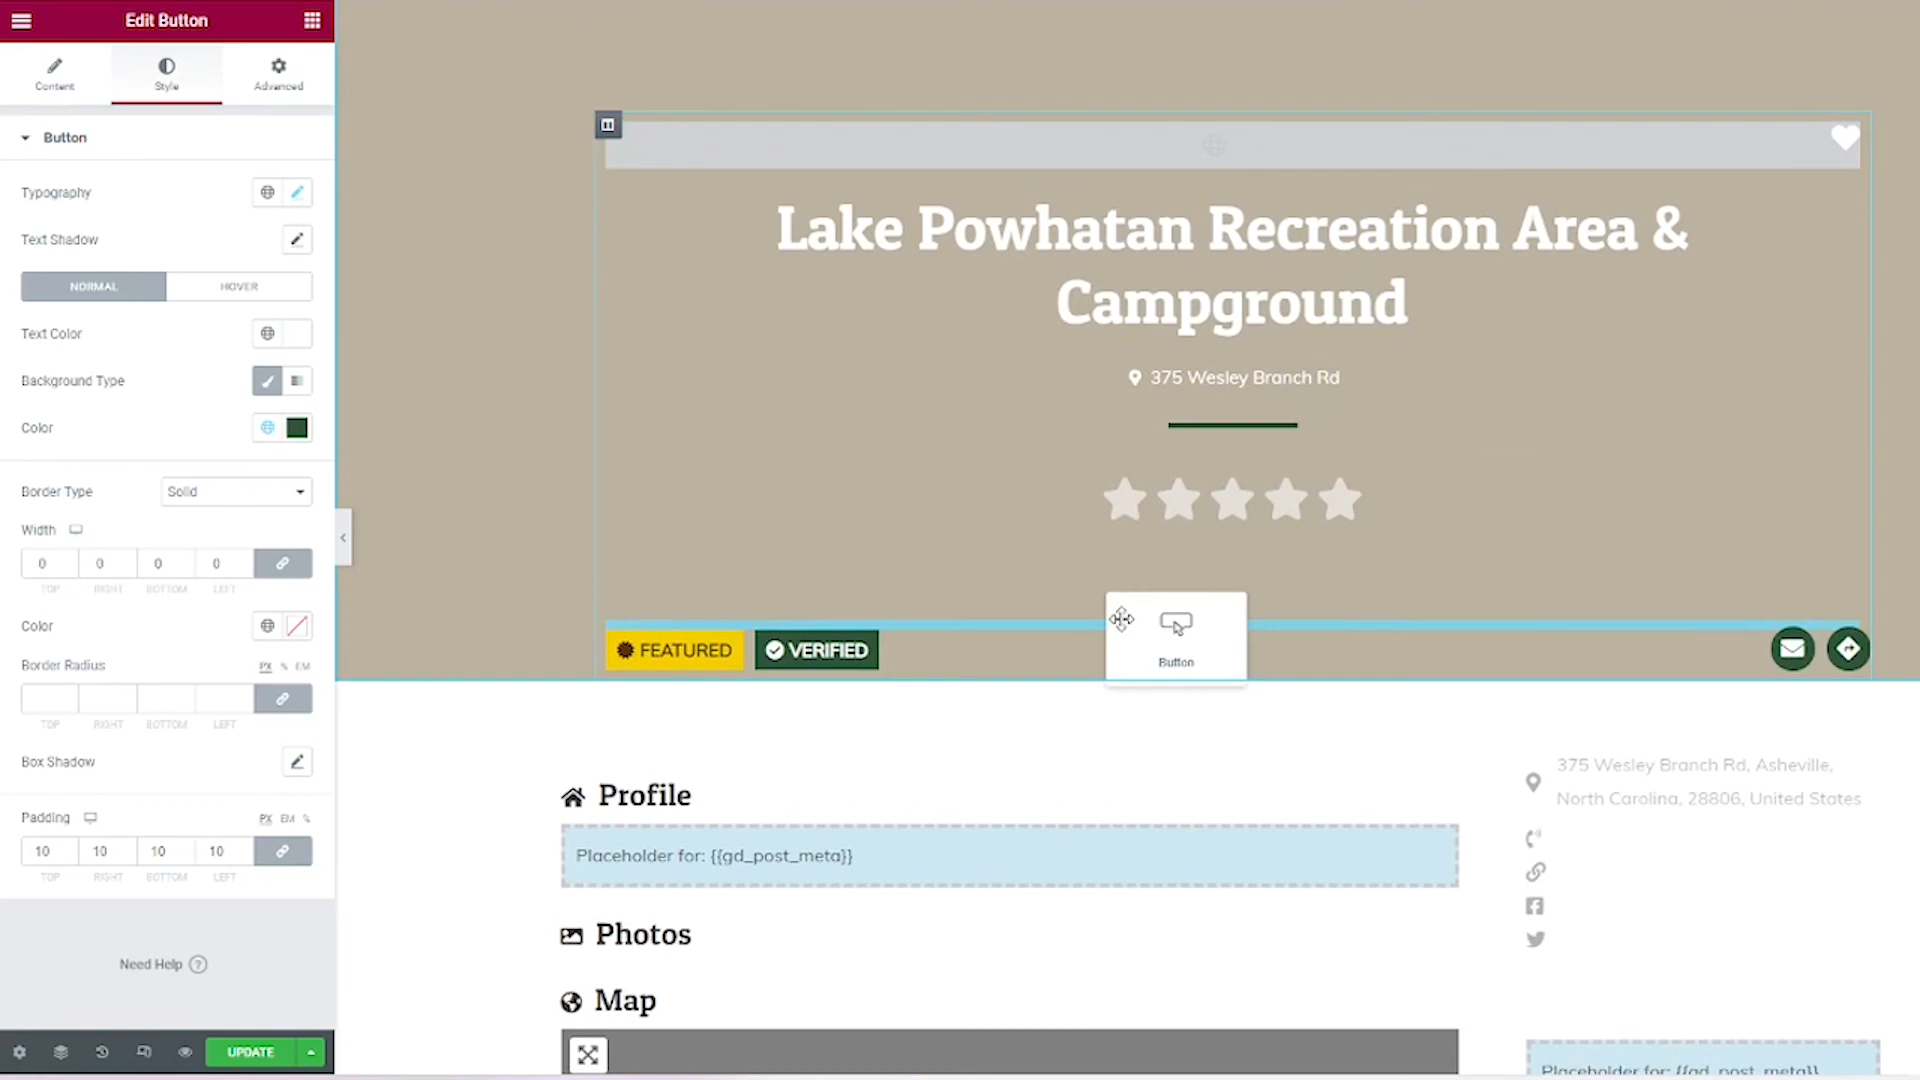 Edit Button
Content
Style
Advanced
Button
Typography
Text Shadow
NORMAL
HOVER
Text Color
Background Type
Color
Border Type
Solid
Width
0
0
0
0
TOP
RIGHT
BOTTOM
LEFT
Color
Border Radius
PX
%
EM
TOP
RIGHT
BOTTOM
LEFT
Box Shadow
Padding
PX
EM
%
10
10
10
10
TOP
RIGHT
BOTTOM
LEFT
Need Help
?
UPDATE
Lake Powhatan Recreation Area &
Campground
375 Wesley Branch Rd
FEATURED
VERIFIED
Button
Profile
Placeholder for: {{gd_post_meta}}
Photos
Map
375 Wesley Branch Rd, Asheville,
North Carolina, 28806, United States
Placeholder for: {{gd_post_meta}}